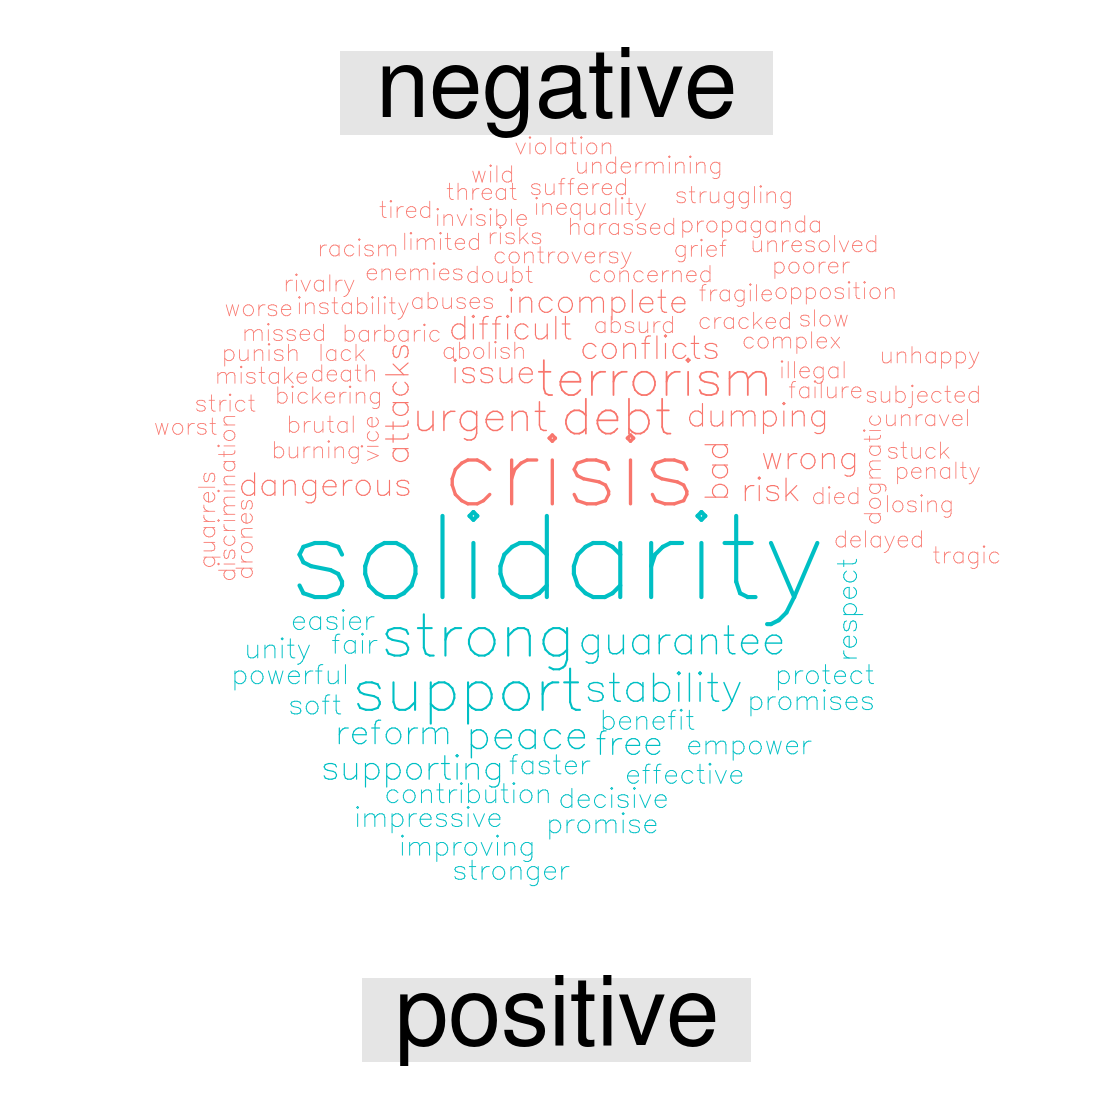 negative
violation
undermining
wild
threat suffered
struggling
tired invisible inequality
harassed propaganda
racism limited risks
controversy grief unresolved
enemies doubt concerned poorer
rivalry
worse instability abuses incomplete fragile opposition
missed barbaric difficult absurd cracked slow
punish lack abolish conflicts complex unhappy
mistake death attacks issue terrorism illegal
strict bickering failure subjected
worst brutal vice urgent debt dumping unravel
burning stuck
quarrels discrimination drones dangerous crisis bad wrong dogmatic penalty
risk died losing
delayed
tragic
solidarity
respect
easier
unity fair strong guarantee
powerful support stability protect
soft promises
reform peace benefit
free empower
supporting faster effective
contribution decisive
impressive promise
improving
stronger
positive